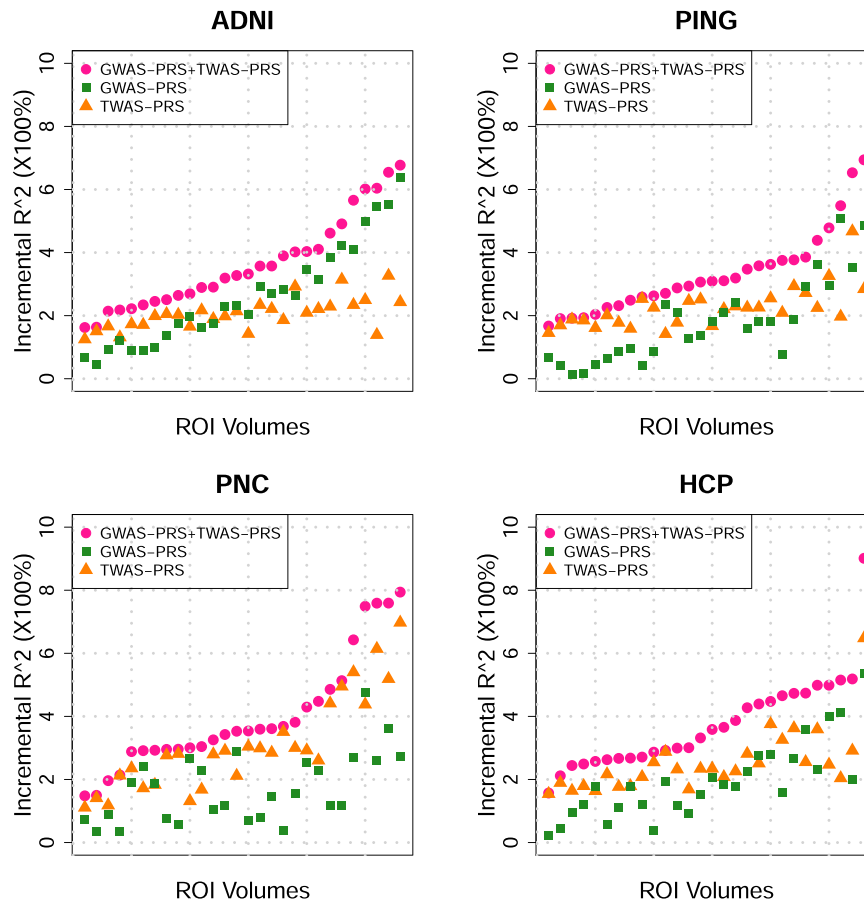 ADNI
Incremental R^2 (X100%)
10
8
6
4
2
0
GWAS−PRS+TWAS−PRS
GWAS−PRS
TWAS−PRS
ROI Volumes
PING
Incremental R^2 (X100%)
10
8
6
4
2
0
GWAS−PRS+TWAS−PRS
GWAS−PRS
TWAS−PRS
ROI Volumes
PNC
Incremental R^2 (X100%)
10
8
6
4
2
0
GWAS−PRS+TWAS−PRS
GWAS−PRS
TWAS−PRS
ROI Volumes
HCP
Incremental R^2 (X100%)
10
8
6
4
2
0
GWAS−PRS+TWAS−PRS
GWAS−PRS
TWAS−PRS
ROI Volumes